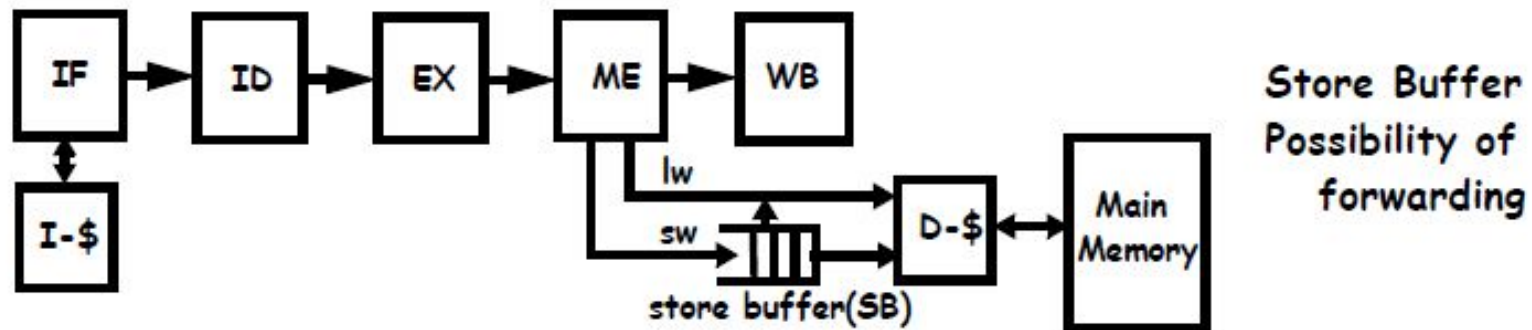 IF
ID
EX
ME
WB
Store Buffer
Possibility of
forwarding
I-$
lw
sw
D-$
Main
Memory
store buffer(SB)